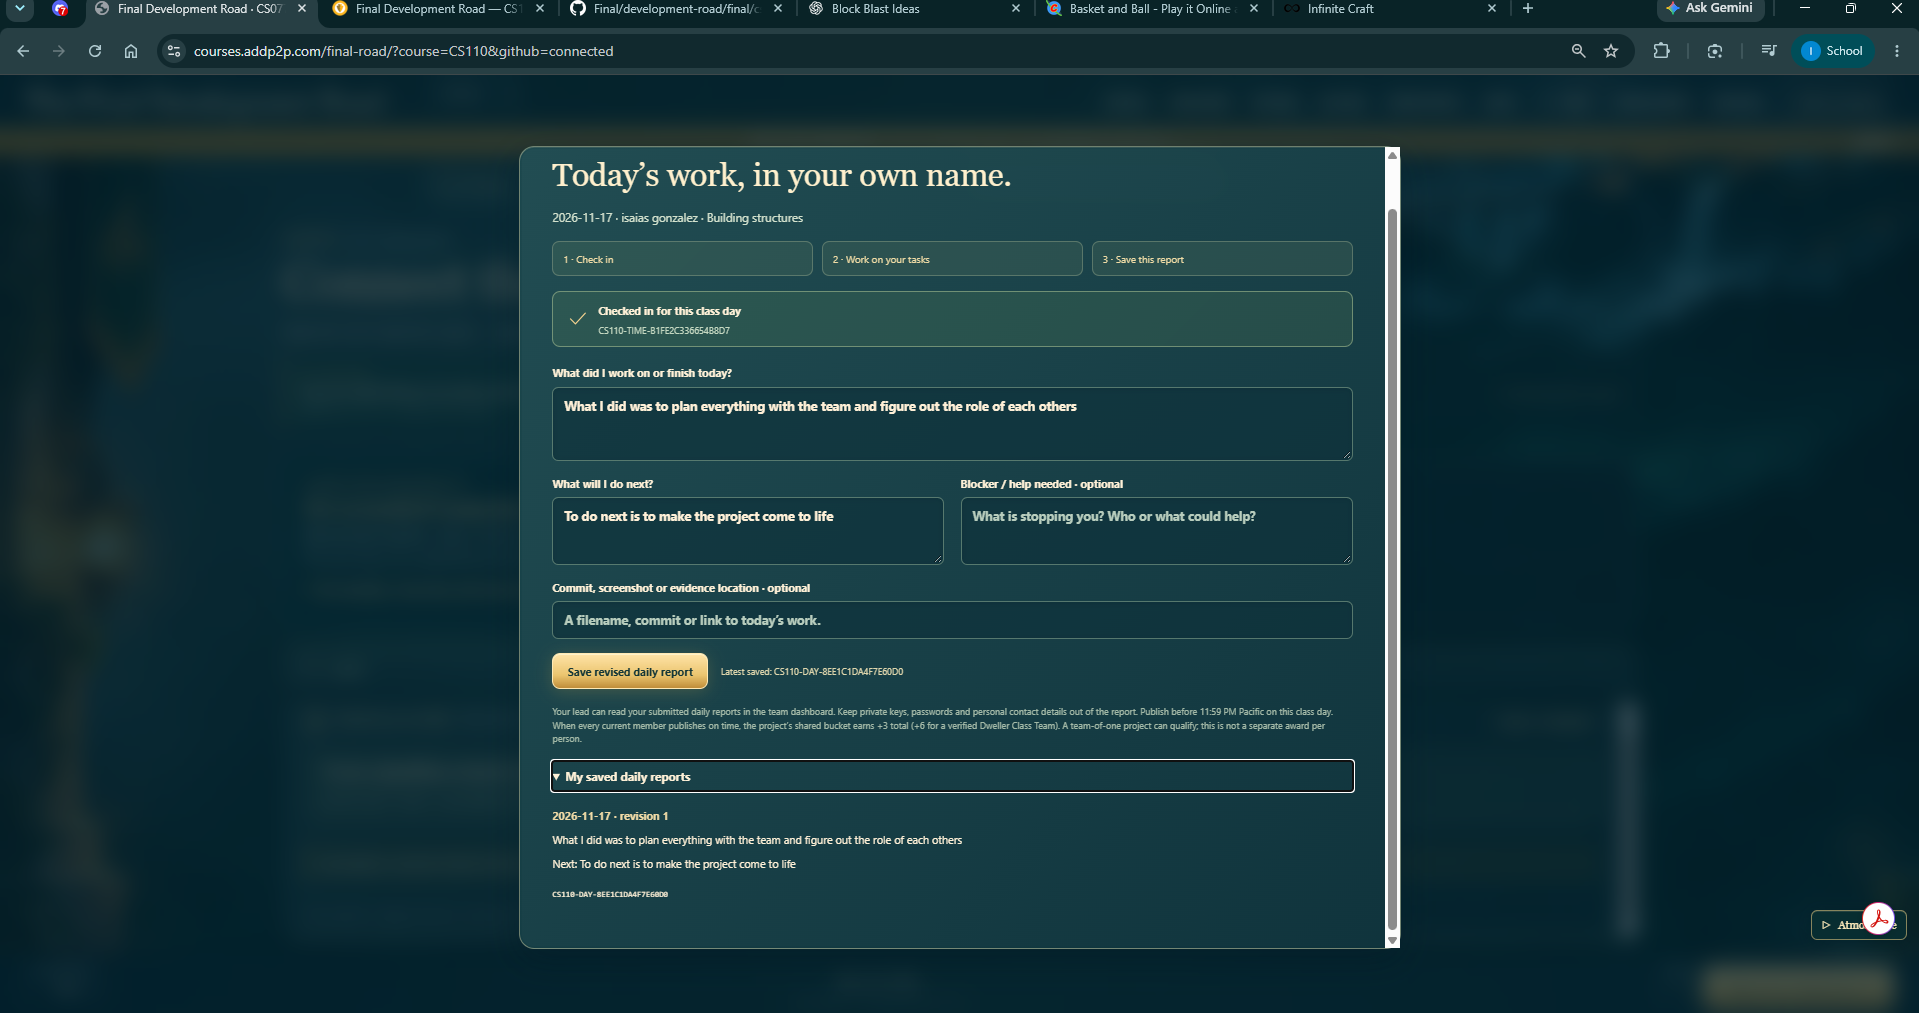 Final Development Road · CS07
Final Development Road — CS1
Final/development-road/final/c
Block Blast Ideas
Basket and Ball - Play it Online
Infinite Craft
Ask Gemini
courses.addp2p.com/final-road/?course=CS110&github=connected
I School
Today's work, in your own name.
2026-11-17 · isaias gonzalez · Building structures
1 · Check in
2 · Work on your tasks
3 · Save this report
Checked in for this class day
CS110-TIME-B1FE2C336654B8D7
What did I work on or finish today?
What I did was to plan everything with the team and figure out the role of each others
What will I do next?
Blocker / help needed · optional
To do next is to make the project come to life
What is stopping you? Who or what could help?
Commit, screenshot or evidence location · optional
A filename, commit or link to today's work.
Save revised daily report
Latest saved: CS110-DAY-8EE1C1DA4F7E60D0
Your lead can read your submitted daily reports in the team dashboard. Keep private keys, passwords and personal contact details out of the report. Publish before 11:59 PM Pacific on this class day.
When every current member publishes on time, the project's shared bucket earns +3 total (+6 for a verified Dweller Class Team). A team-of-one project can qualify; this is not a separate award per
person.
▾ My saved daily reports
2026-11-17 · revision 1
What I did was to plan everything with the team and figure out the role of each others
Next: To do next is to make the project come to life
CS110-DAY-8EE1C1DA4F7E60D0